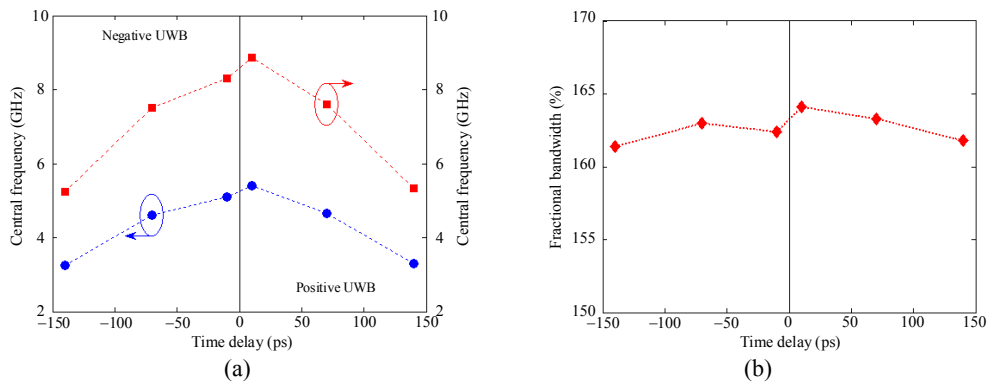 10
8
6
4
2
Central frequency (GHz)
Negative UWB
Positive UWB
10
8
6
4
2
Central frequency (GHz)
−150 −100 −50 0 50 100 150
Time delay (ps)
(a)
170
165
160
155
150
Fractional bandwidth (%)
−150 −100 −50 0 50 100 150
Time delay (ps)
(b)